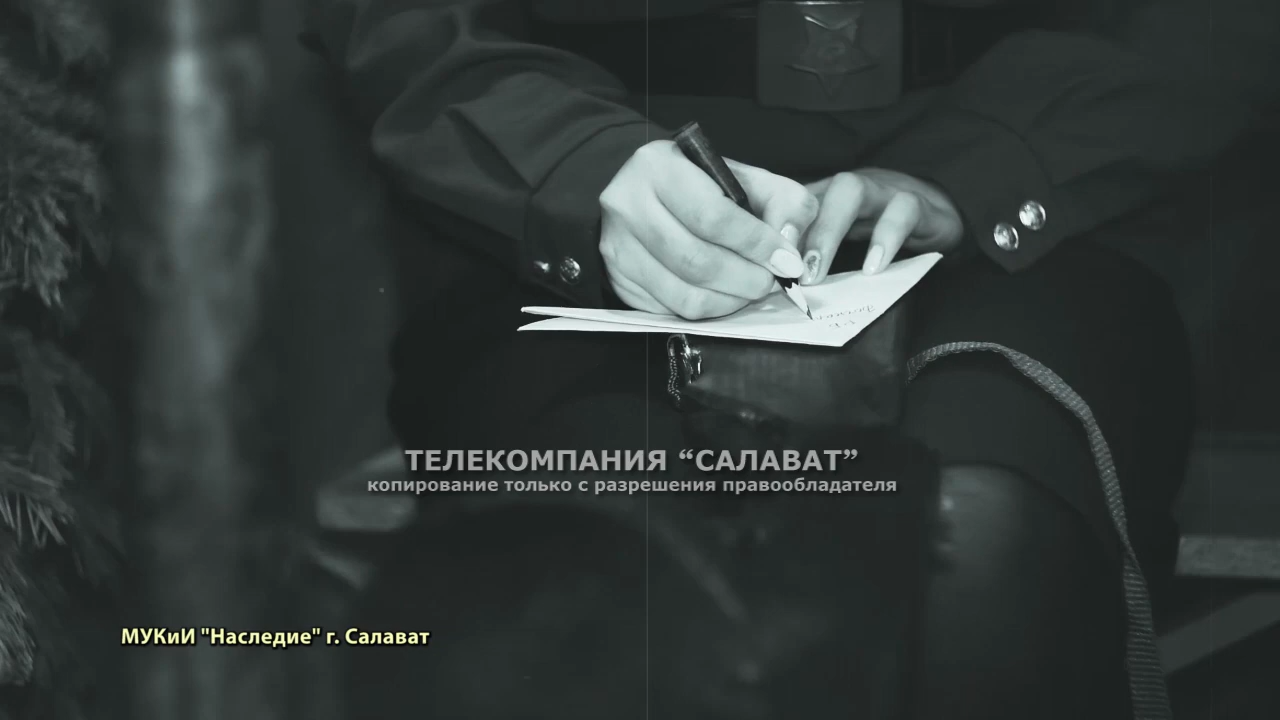 ТЕЛЕКОМПАНИЯ “САЛАВАТ”
копирование только с разрешения правообладателя
МУКиИ "Наследие" г. Салават